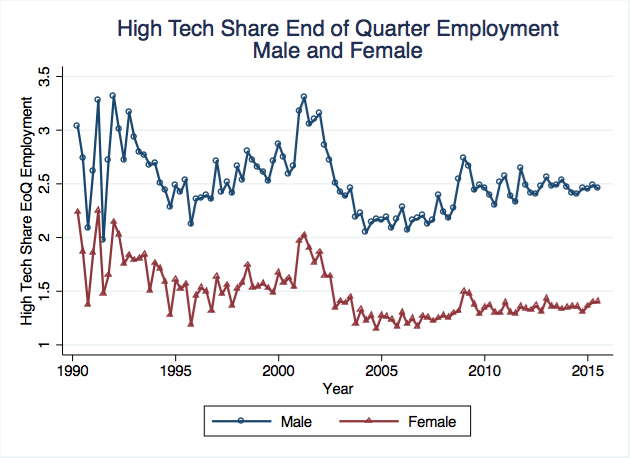 High Tech Share End of Quarter Employment
Male and Female
High Tech Share EoQ Employment
3.5
3
2.5
2
1.5
1
1990
1995
2000
2005
2010
2015
Year
Male
Female